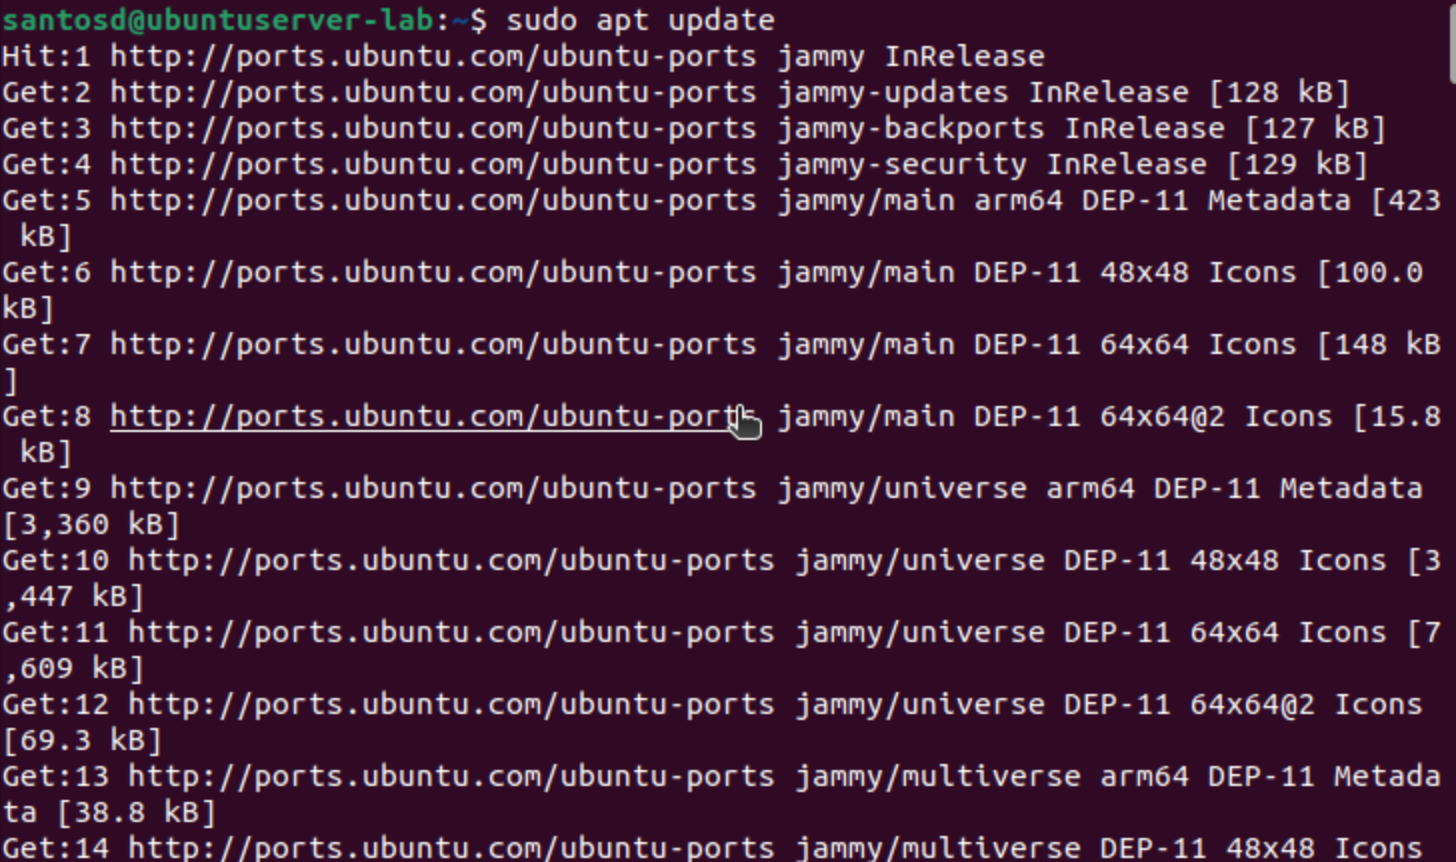 santosd@ubuntuserver-lab:~$ sudo apt update
Hit:1 http://ports.ubuntu.com/ubuntu-ports jammy InRelease
Get:2 http://ports.ubuntu.com/ubuntu-ports jammy-updates InRelease [128 kB]
Get:3 http://ports.ubuntu.com/ubuntu-ports jammy-backports InRelease [127 kB]
Get:4 http://ports.ubuntu.com/ubuntu-ports jammy-security InRelease [129 kB]
Get:5 http://ports.ubuntu.com/ubuntu-ports jammy/main arm64 DEP-11 Metadata [423
 kB]
Get:6 http://ports.ubuntu.com/ubuntu-ports jammy/main DEP-11 48x48 Icons [100.0
kB]
Get:7 http://ports.ubuntu.com/ubuntu-ports jammy/main DEP-11 64x64 Icons [148 kB
]
Get:8 http://ports.ubuntu.com/ubuntu-ports jammy/main DEP-11 64x64@2 Icons [15.8
 kB]
Get:9 http://ports.ubuntu.com/ubuntu-ports jammy/universe arm64 DEP-11 Metadata
[3,360 kB]
Get:10 http://ports.ubuntu.com/ubuntu-ports jammy/universe DEP-11 48x48 Icons [3
,447 kB]
Get:11 http://ports.ubuntu.com/ubuntu-ports jammy/universe DEP-11 64x64 Icons [7
,609 kB]
Get:12 http://ports.ubuntu.com/ubuntu-ports jammy/universe DEP-11 64x64@2 Icons
[69.3 kB]
Get:13 http://ports.ubuntu.com/ubuntu-ports jammy/multiverse arm64 DEP-11 Metada
ta [38.8 kB]
Get:14 http://ports.ubuntu.com/ubuntu-ports jammy/multiverse DEP-11 48x48 Icons